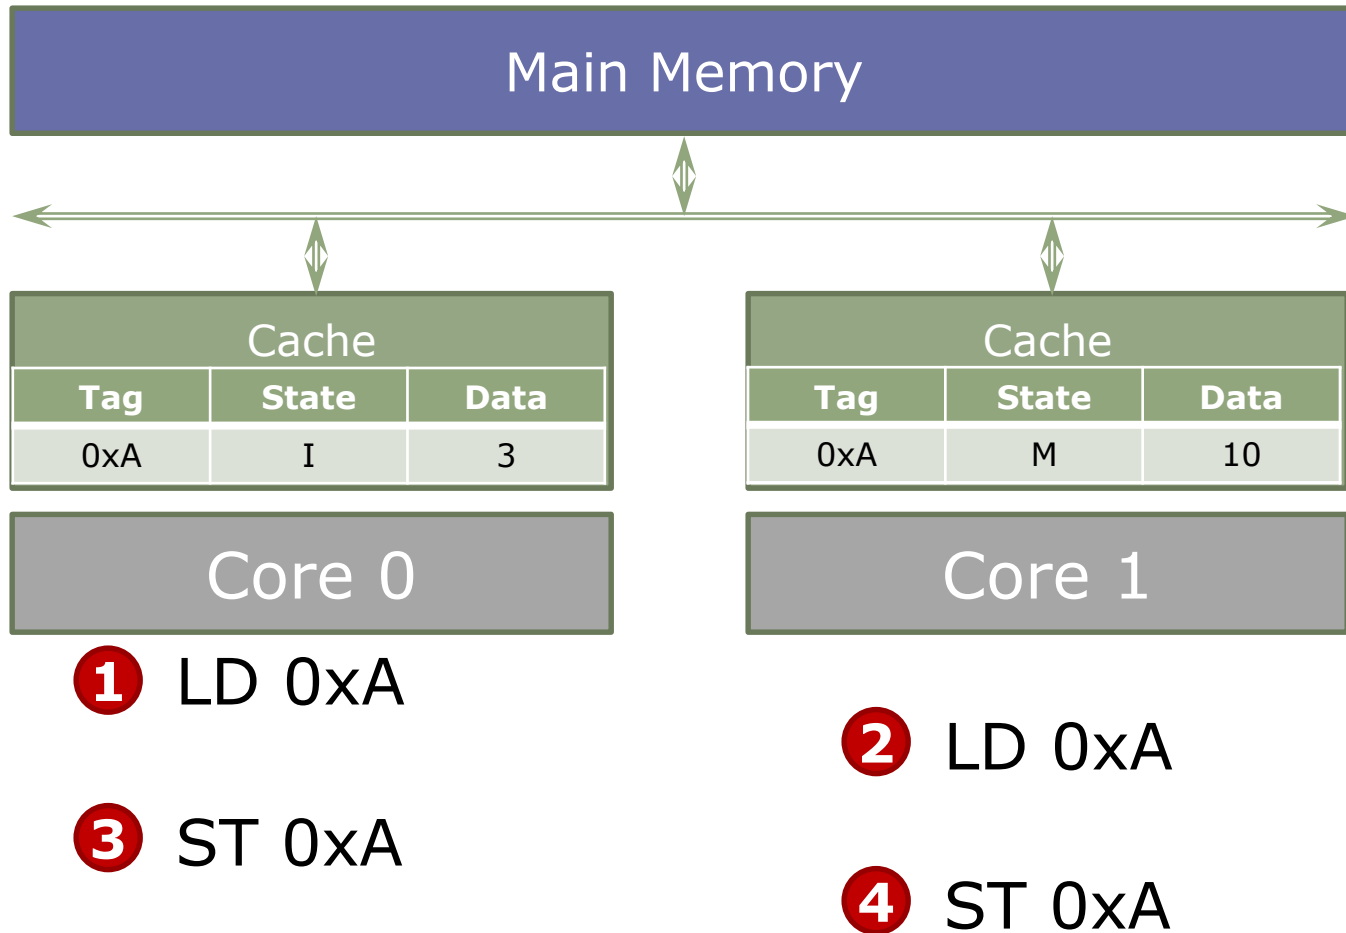 Main Memory
Cache
Tag State Data
0xA I 3
Cache
Tag State Data
0xA M 10
Core 0
Core 1
1 LD 0xA
2 LD 0xA
3 ST 0xA
4 ST 0xA